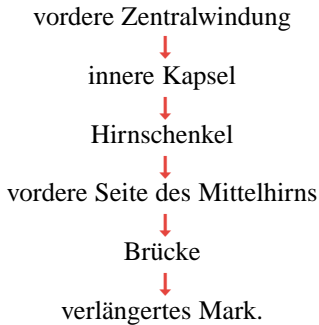 vordere Zentralwindung
innere Kapsel
Hirnschenkel
vordere Seite des Mittelhirns
Brücke
verlängertes Mark.